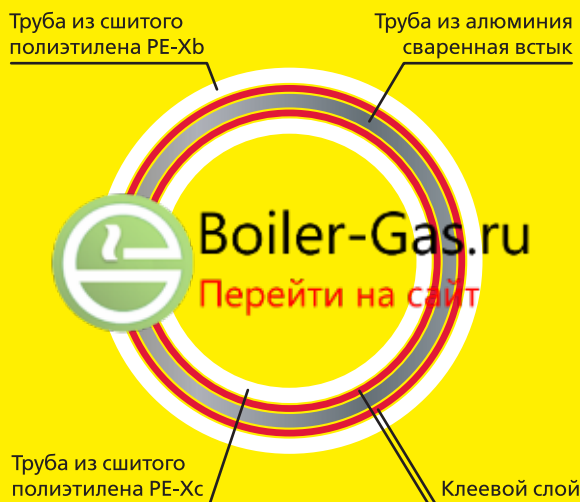 Труба из сшитого
полиэтилена PE-Xb
Труба из алюминия
сваренная встык
Boiler-Gas.ru
Перейти на сайт
Труба из сшитого
полиэтилена PE-Xc
Клеевой слой